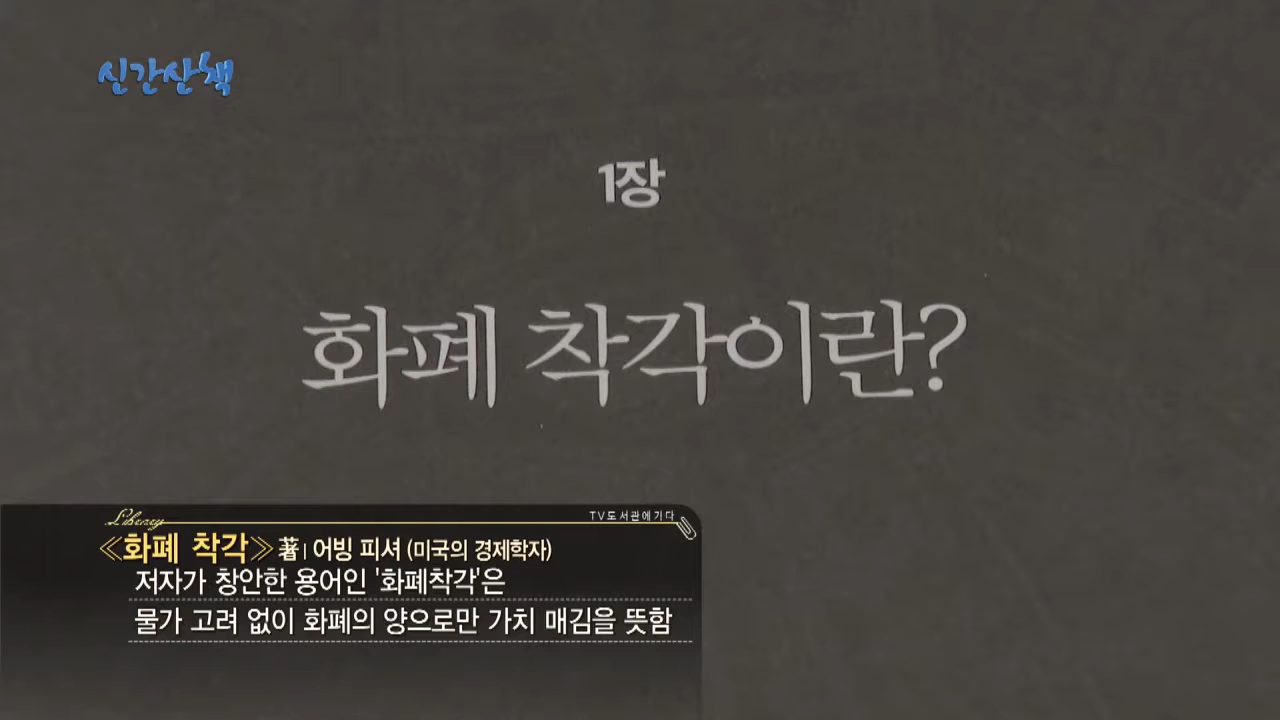 신간산책
1장
화폐 착각이란?
Library
TV도서관에가다
≪화폐 착각≫ 著 | 어빙 피셔 (미국의 경제학자)
저자가 창안한 용어인 '화폐착각'은
물가 고려 없이 화폐의 양으로만 가치 매김을 뜻함